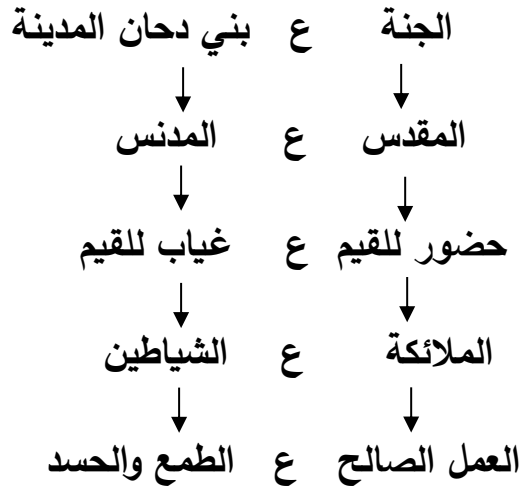 الجنة ع بني دحان المدينة
المقدس ع المدنس
حضور للقيم ع غياب للقيم
الملائكة ع الشياطين
العمل الصالح ع الطمع والحسد